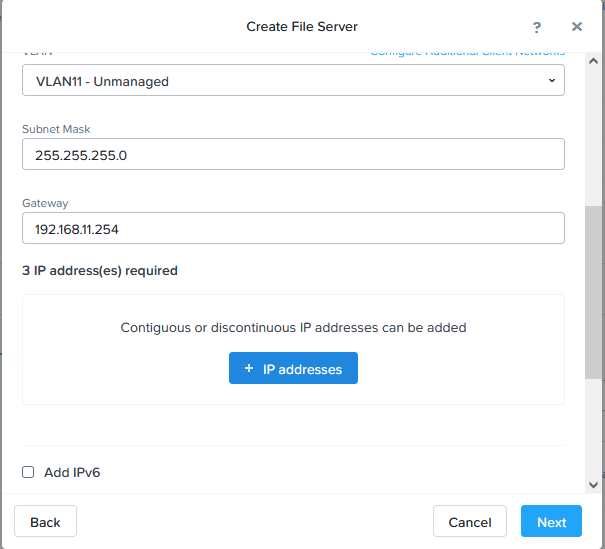 Create File Server
?
VLAN
Configure Additional Client Networks
VLAN11 - Unmanaged
Subnet Mask
255.255.255.0
Gateway
192.168.11.254
3 IP address(es) required
Contiguous or discontinuous IP addresses can be added
+ IP addresses
Add IPv6
Back
Cancel
Next